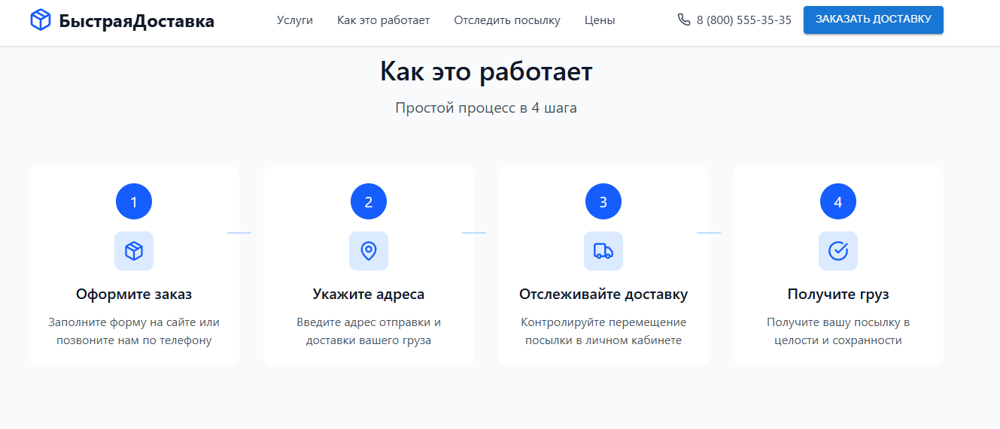 БыстраяДоставка
Услуги
Как это работает
Отследить посылку
Цены
8 (800) 555-35-35
ЗАКАЗАТЬ ДОСТАВКУ
Как это работает
Простой процесс в 4 шага
1
Оформите заказ
Заполните форму на сайте или
позвоните нам по телефону
2
Укажите адреса
Введите адрес отправки и
доставки вашего груза
3
Отслеживайте доставку
Контролируйте перемещение
посылки в личном кабинете
4
Получите груз
Получите вашу посылку в
целости и сохранности